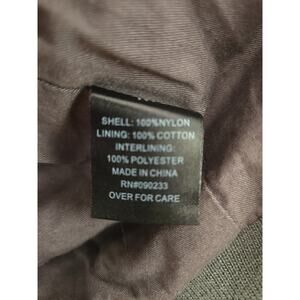 SHELL: 100%NYLON
LINING: 100% COTTON
INTERLINING:
100% POLYESTER
MADE IN CHINA
RN#090233
OVER FOR CARE